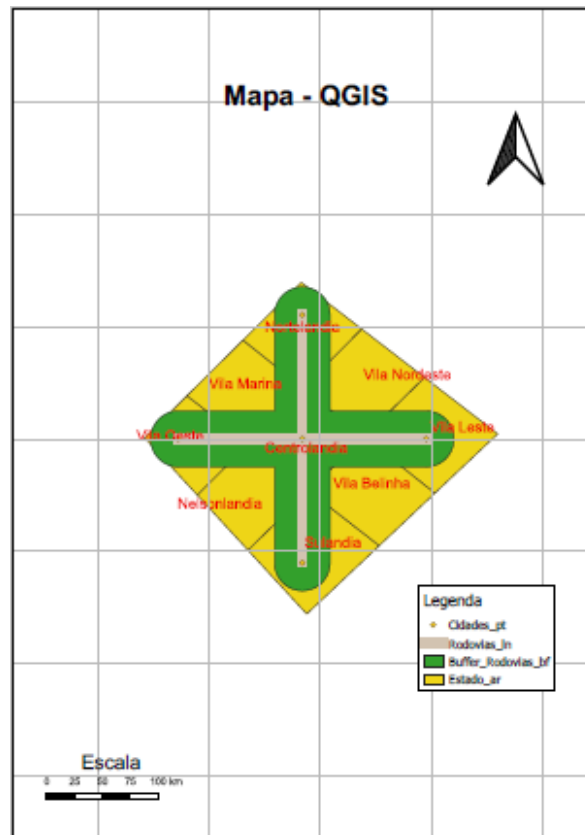 Mapa - QGIS
Nortelandia
Vila Nordeste
Vila Marina
Vila Oeste
Vila Leste
Centrolandia
Vila Belinha
Nelsonlandia
Sulandia
Legenda
Cidades_pt
Rodovias_ln
Buffer_Rodovias_bf
Estado_ar
Escala
0 25 50 75 100 km